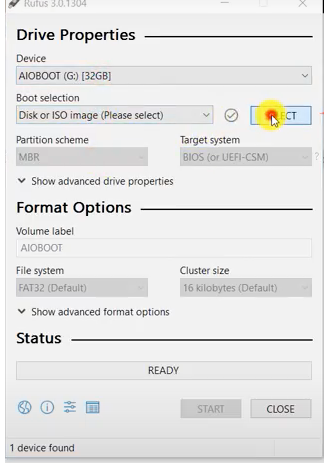 Rufus 3.0.1304
Drive Properties
Device
AIOBOOT (G:) [32GB]
Boot selection
Disk or ISO image (Please select)
Partition scheme
Target system
MBR
BIOS (or UEFI-CSM)
?
Show advanced drive properties
Format Options
Volume label
AIOBOOT
File system
Cluster size
FAT32 (Default)
16 kilobytes (Default)
Show advanced format options
Status
READY
START
CLOSE
1 device found